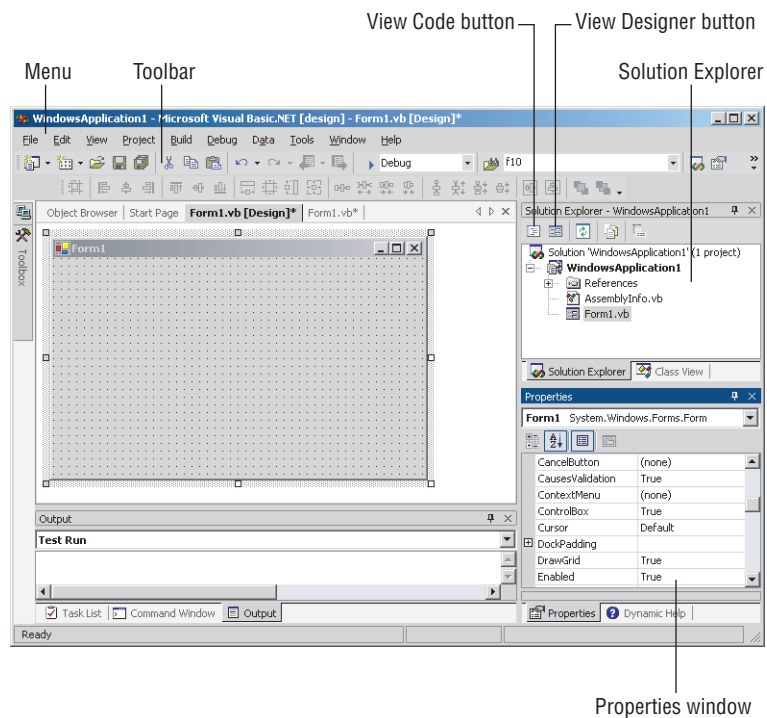 View Code button View Designer button
Menu Toolbar Solution Explorer
WindowsApplication1 - Microsoft Visual Basic.NET [design] - Form1.vb [Design]*
File Edit View Project Build Debug Data Tools Window Help
Debug f10
Object Browser Start Page Form1.vb [Design]* Form1.vb*
Toolbox
Form1
Solution Explorer - WindowsApplication1
Solution 'WindowsApplication1' (1 project)
WindowsApplication1
References
AssemblyInfo.vb
Form1.vb
Solution Explorer Class View
Properties
Form1 System.Windows.Forms.Form
CancelButton (none)
CausesValidation True
ContextMenu (none)
ControlBox True
Cursor Default
DockPadding
DrawGrid True
Enabled True
Output
Test Run
Task List Command Window Output
Properties Dynamic Help
Ready
Properties window